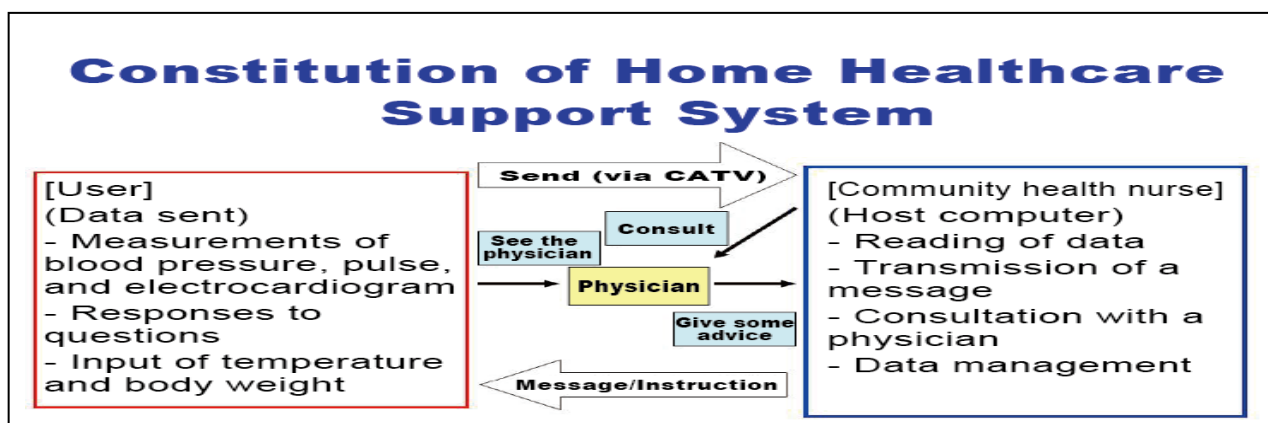 Constitution of Home Healthcare
Support System
[User]
(Data sent)
- Measurements of
blood pressure, pulse,
and electrocardiogram
- Responses to
questions
- Input of temperature
and body weight
Send (via CATV)
Consult
See the
physician
Physician
Give some
advice
Message/Instruction
[Community health nurse]
(Host computer)
- Reading of data
- Transmission of a
message
- Consultation with a
physician
- Data management